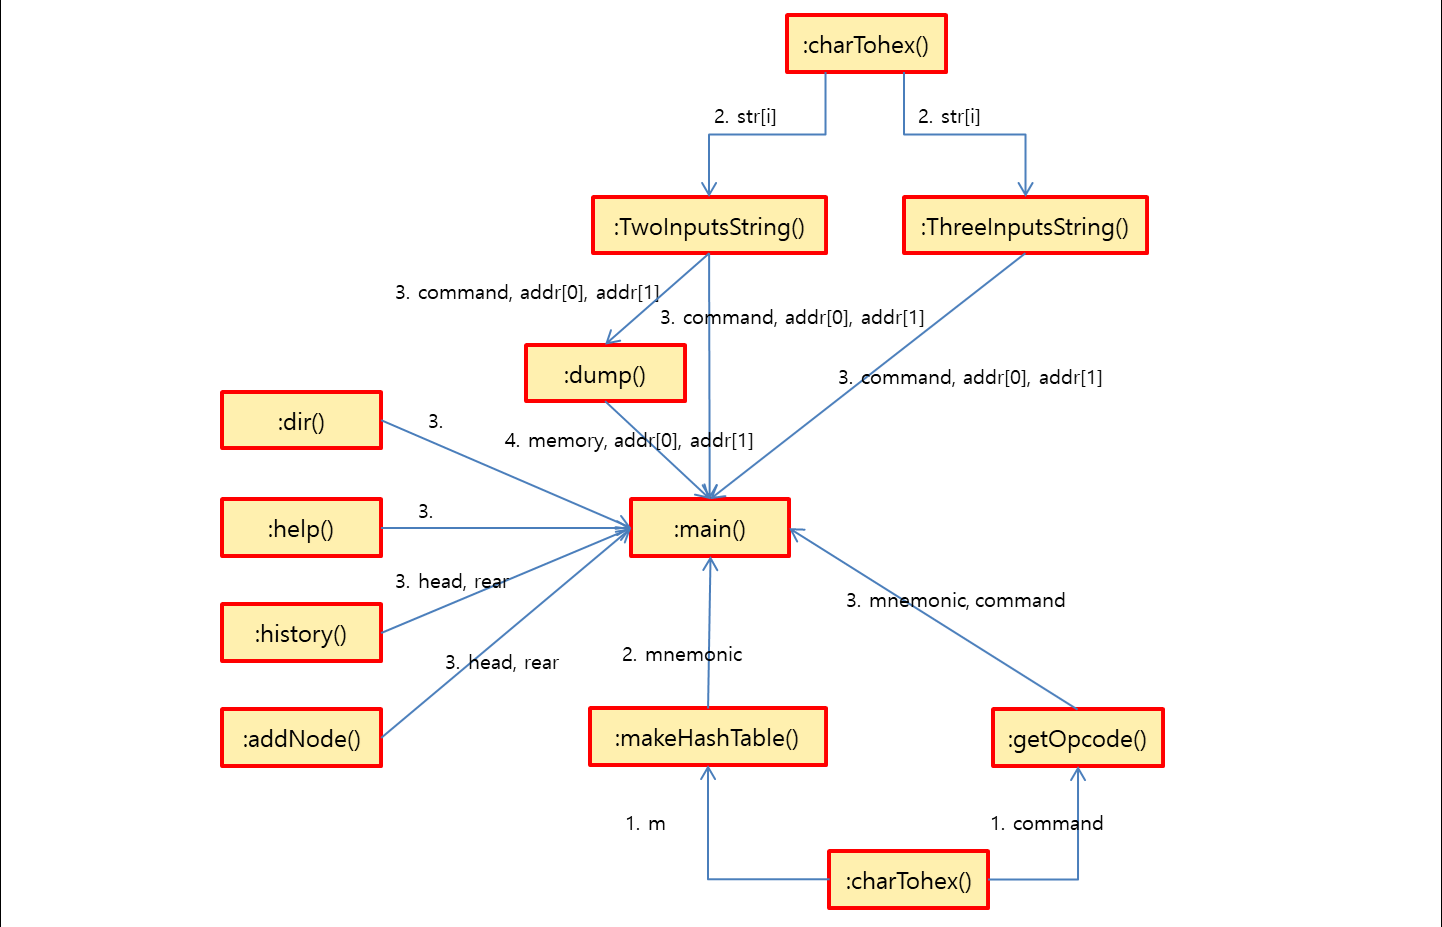 :charTohex()
2. str[i]
2. str[i]
:TwoInputsString()
:ThreeInputsString()
3. command, addr[0], addr[1]
3. command, addr[0], addr[1]
:dump()
3. command, addr[0], addr[1]
:dir()
3.
4. memory, addr[0], addr[1]
:help()
3.
:main()
3. head, rear
3. mnemonic, command
:history()
3. head, rear
2. mnemonic
:addNode()
:makeHashTable()
:getOpcode()
1. m
1. command
:charTohex()